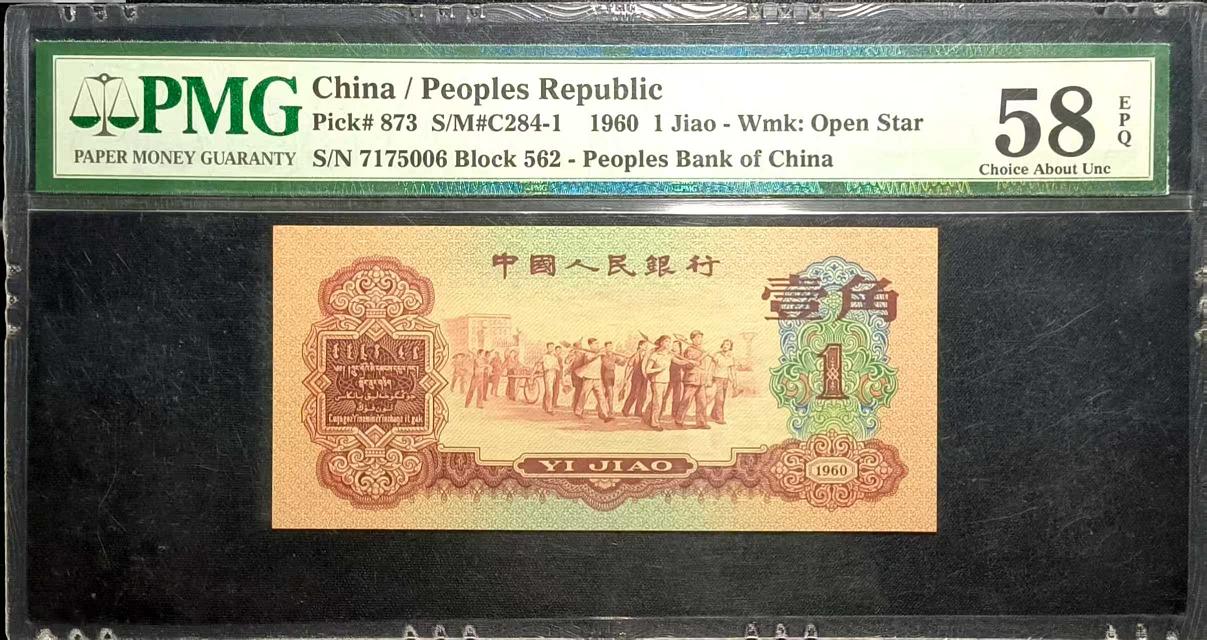 PMG
PAPER MONEY GUARANTY
China / Peoples Republic
Pick# 873 S/M#C284-1 1960 1 Jiao - Wmk: Open Star
S/N 7175006 Block 562 - Peoples Bank of China
58
EPQ
Choice About Unc
中國人民銀行
壹角
1
YI JIAO
1960